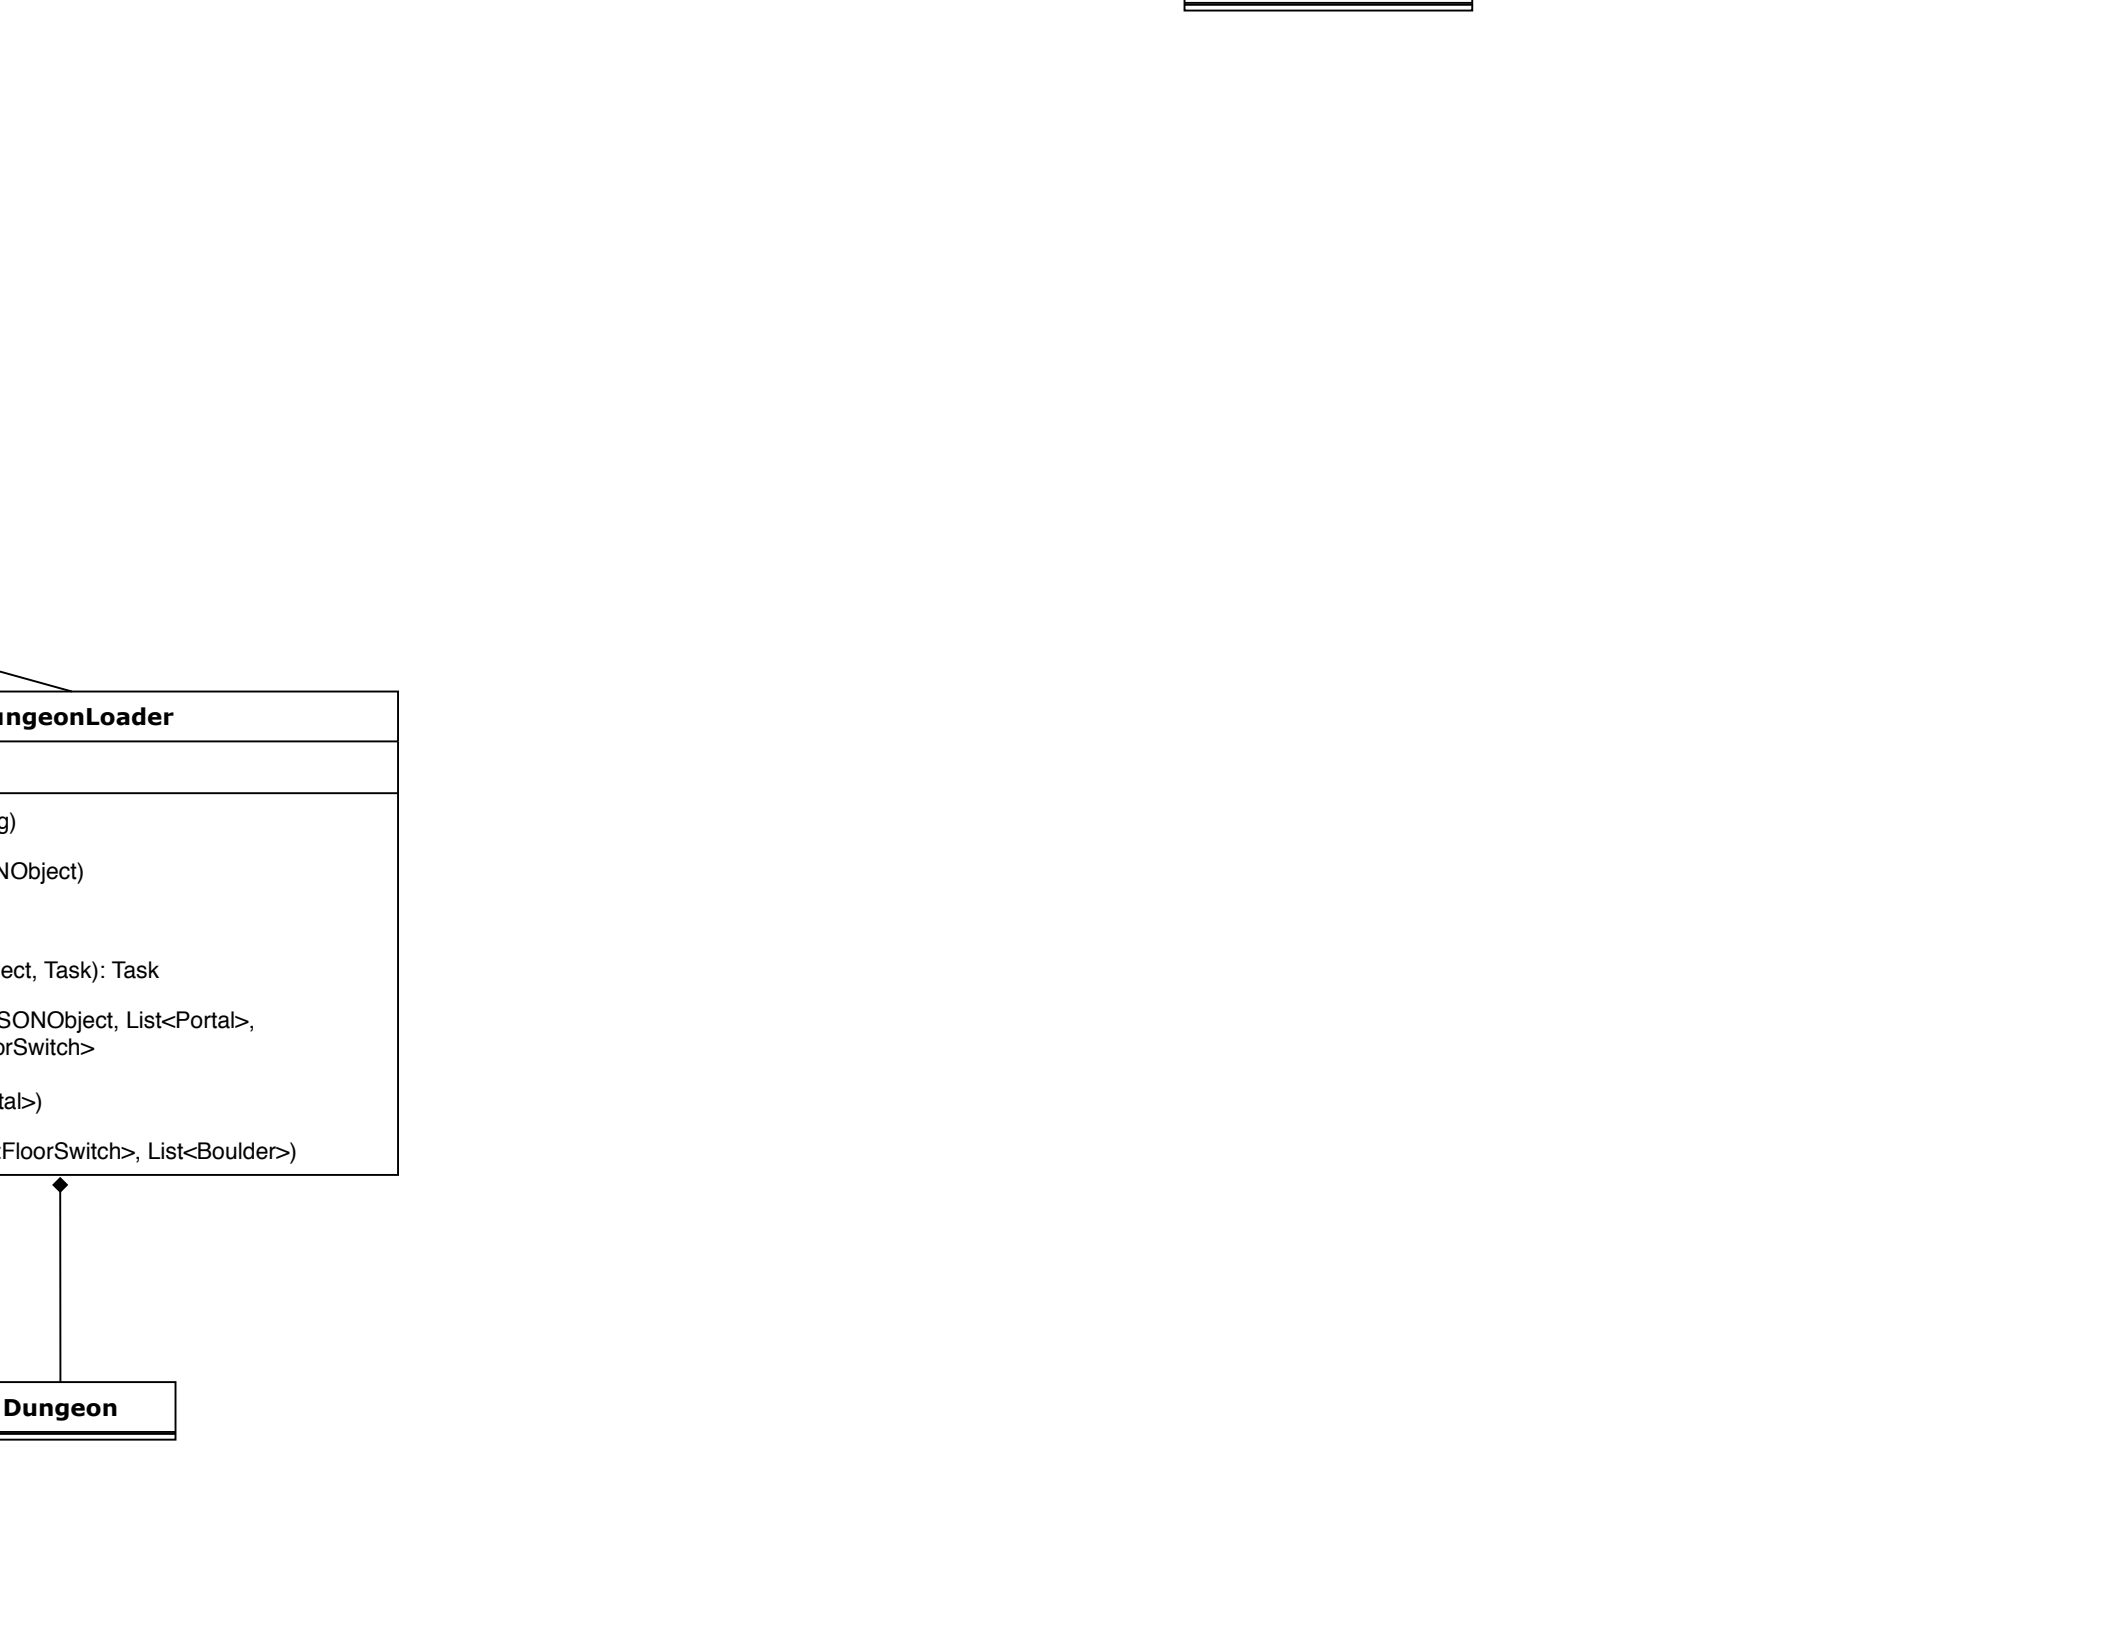 ungeonLoader
g)
NObject)
ect, Task): Task
SONObject, List<Portal>,
orSwitch>
tal>)
FloorSwitch>, List<Boulder>)
Dungeon